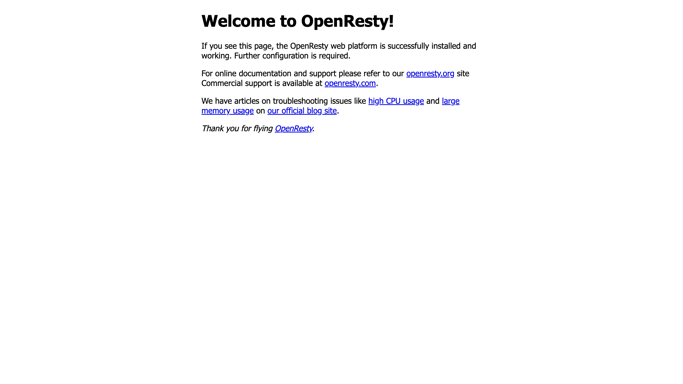 Welcome to OpenResty!
If you see this page, the OpenResty web platform is successfully installed and
working. Further configuration is required.
For online documentation and support please refer to our openresty.org site
Commercial support is available at openresty.com.
We have articles on troubleshooting issues like high CPU usage and large
memory usage on our official blog site.
Thank you for flying OpenResty.